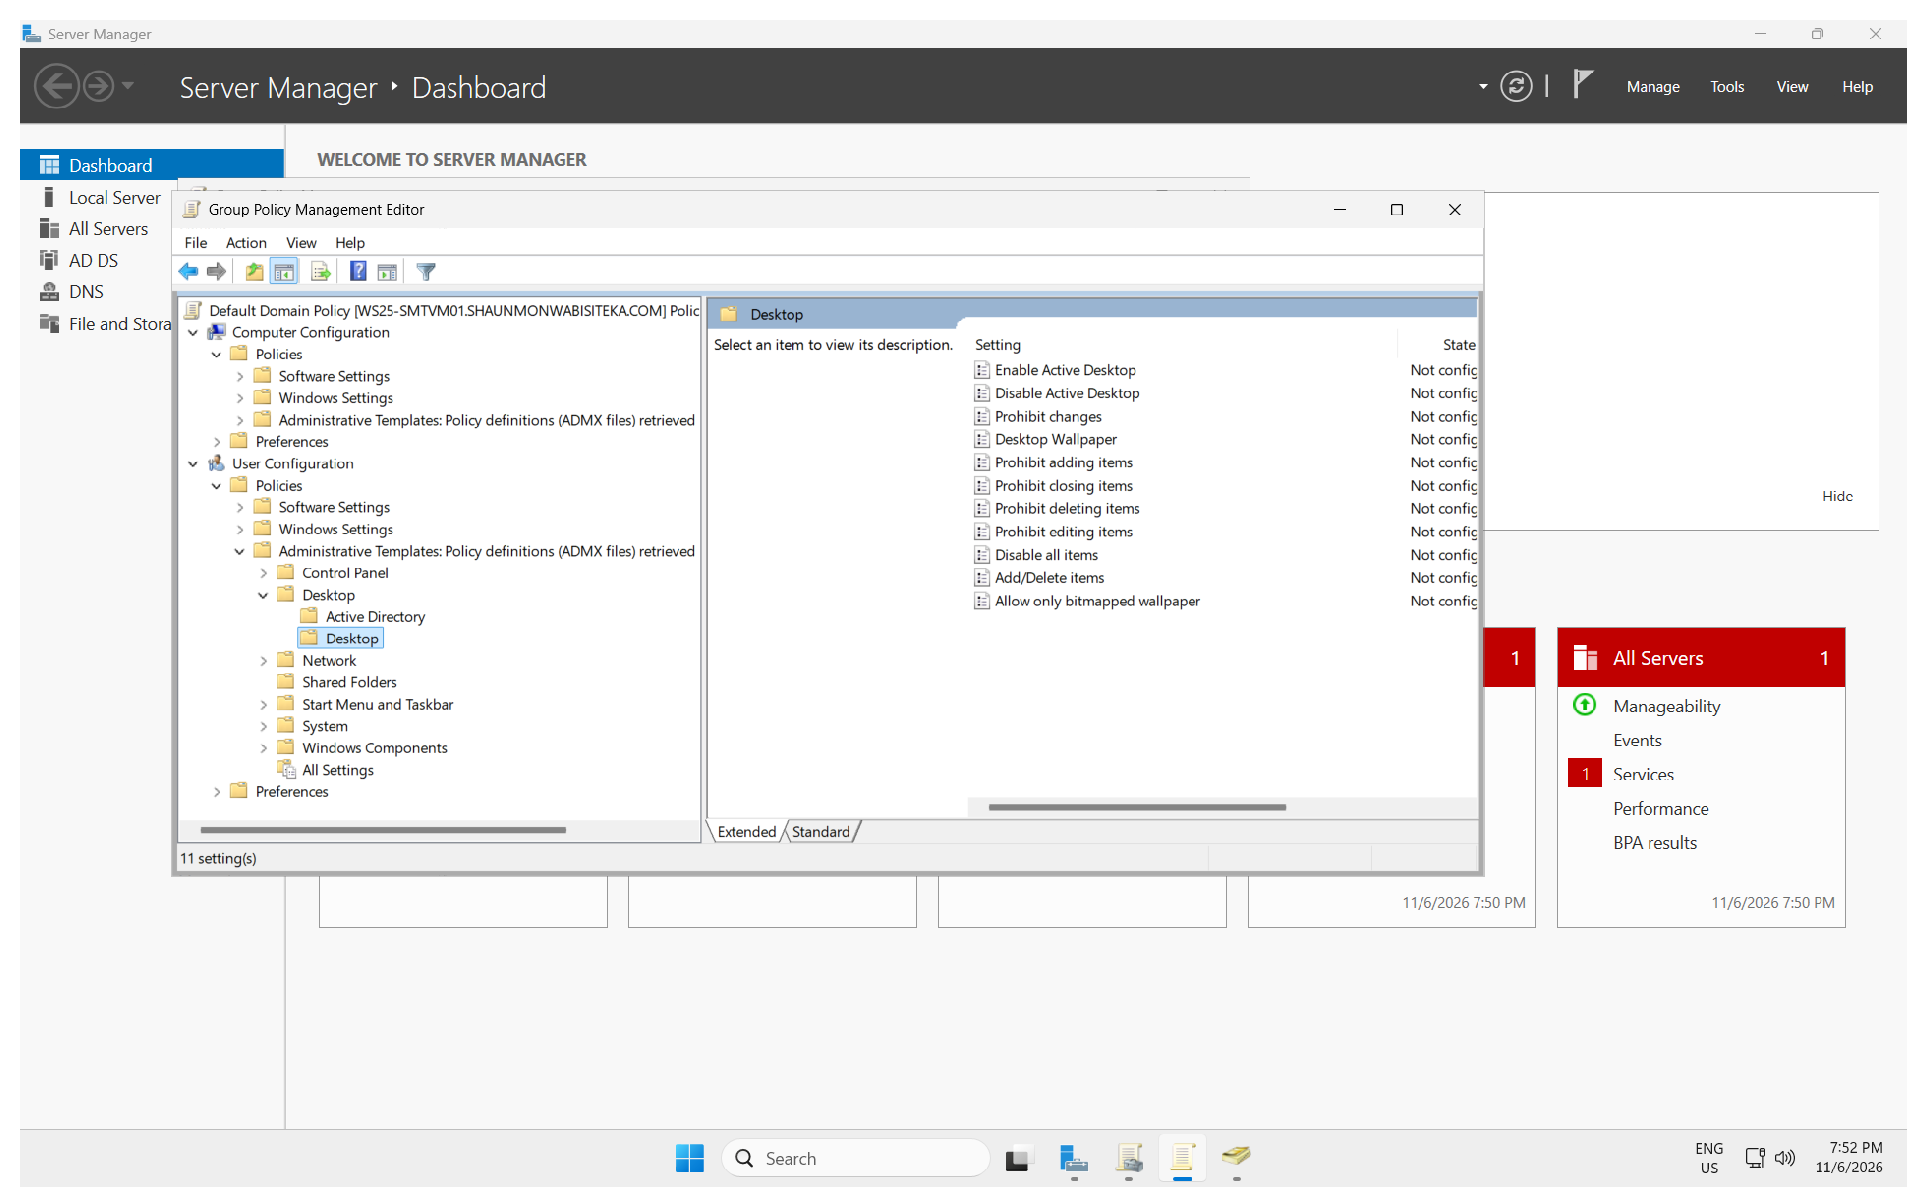 Server Manager
Server Manager
Dashboard
Manage
Tools
View
Help
Dashboard
Local Server
All Servers
AD DS
DNS
File and Stora
WELCOME TO SERVER MANAGER
Group Policy Management Editor
File
Action
View
Help
Default Domain Policy [WS25-SMTVM01.SHAUNMONWABISITEKA.COM] Polic
Computer Configuration
Policies
Software Settings
Windows Settings
Administrative Templates: Policy definitions (ADMX files) retrieved
Preferences
User Configuration
Policies
Software Settings
Windows Settings
Administrative Templates: Policy definitions (ADMX files) retrieved
Control Panel
Desktop
Active Directory
Desktop
Network
Shared Folders
Start Menu and Taskbar
System
Windows Components
All Settings
Preferences
Desktop
Select an item to view its description.
Setting State
Enable Active Desktop Not config
Disable Active Desktop Not config
Prohibit changes Not config
Desktop Wallpaper Not config
Prohibit adding items Not config
Prohibit closing items Not config
Prohibit deleting items Not config
Prohibit editing items Not config
Disable all items Not config
Add/Delete items Not config
Allow only bitmapped wallpaper Not config
Extended
Standard
11 setting(s)
Hide
1
11/6/2026 7:50 PM
All Servers 1
Manageability
Events
1 Services
Performance
BPA results
11/6/2026 7:50 PM
Search
ENG
US
7:52 PM
11/6/2026